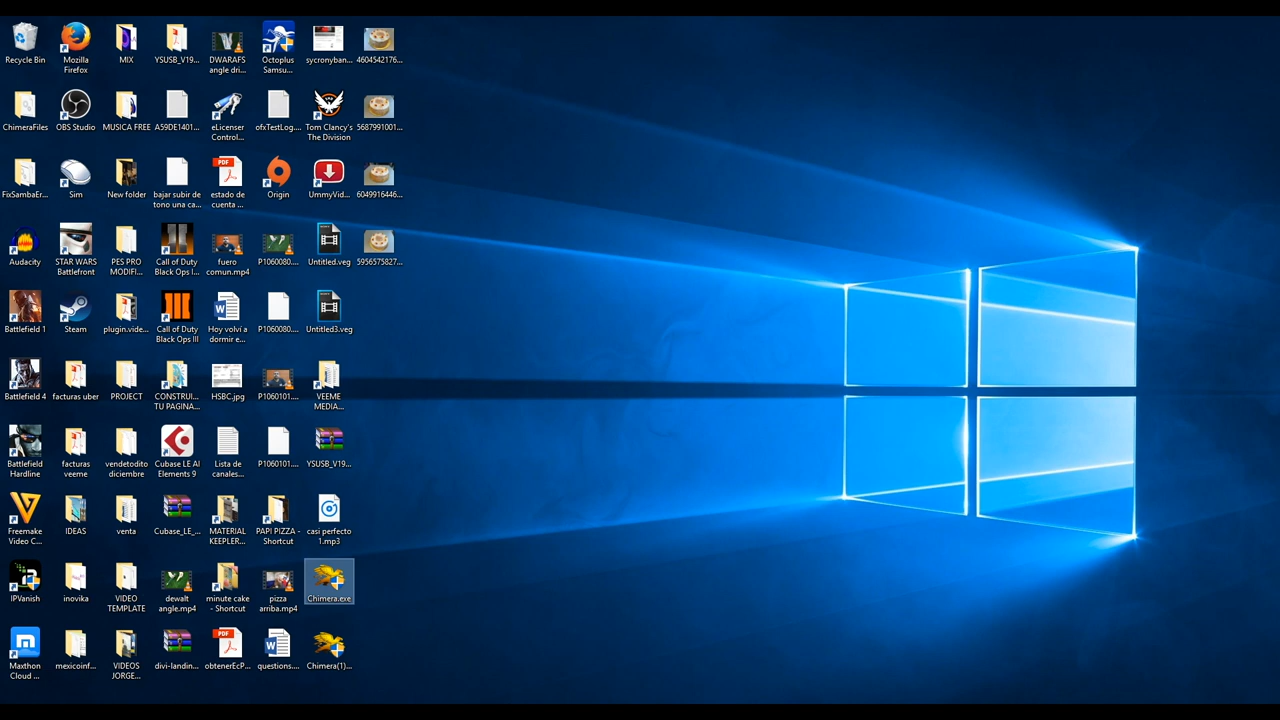 Recycle Bin
Mozilla
Firefox
MIX
YSUSB_V19...
DWARAFS
angle dri...
Octoplus
Samsu...
sycronyban...
4604542176...
ChimeraFiles
OBS Studio
MUSICA FREE
A59DE1401...
eLicenser
Control...
ofxTestLog....
Tom Clancy's
The Division
5687991001...
FixSambaEr...
Sim
New folder
bajar subir de
tono una ca...
PDF
estado de
cuenta ...
Origin
UmmyVid...
6049916446...
Audacity
STAR WARS
Battlefront
PES PRO
MODIFI...
Call of Duty
Black Ops I...
fuero
comun.mp4
P1060080....
Untitled.veg
5956575827...
Battlefield 1
Steam
plugin.vide...
Call of Duty
Black Ops III
Hoy volví a
dormir e...
P1060080....
Untitled3.veg
Battlefield 4
facturas uber
PROJECT
CONSTRUI...
TU PAGINA...
HSBC.jpg
P1060101....
VEEME
MEDIA...
Battlefield
Hardline
facturas
veeme
vendetodito
diciembre
Cubase LE AI
Elements 9
Lista de
canales...
P1060101....
YSUSB_V19...
Freemake
Video C...
IDEAS
venta
Cubase_LE_...
MATERIAL
KEEPLER...
PAPI PIZZA -
Shortcut
casi perfecto
1.mp3
IPVanish
inovika
VIDEO
TEMPLATE
dewalt
angle.mp4
minute cake
- Shortcut
pizza
arriba.mp4
Chimera.exe
Maxthon
Cloud ...
mexicoinf...
VIDEOS
JORGE...
divi-landin...
PDF
obtenerEcP...
questions....
Chimera(1)...